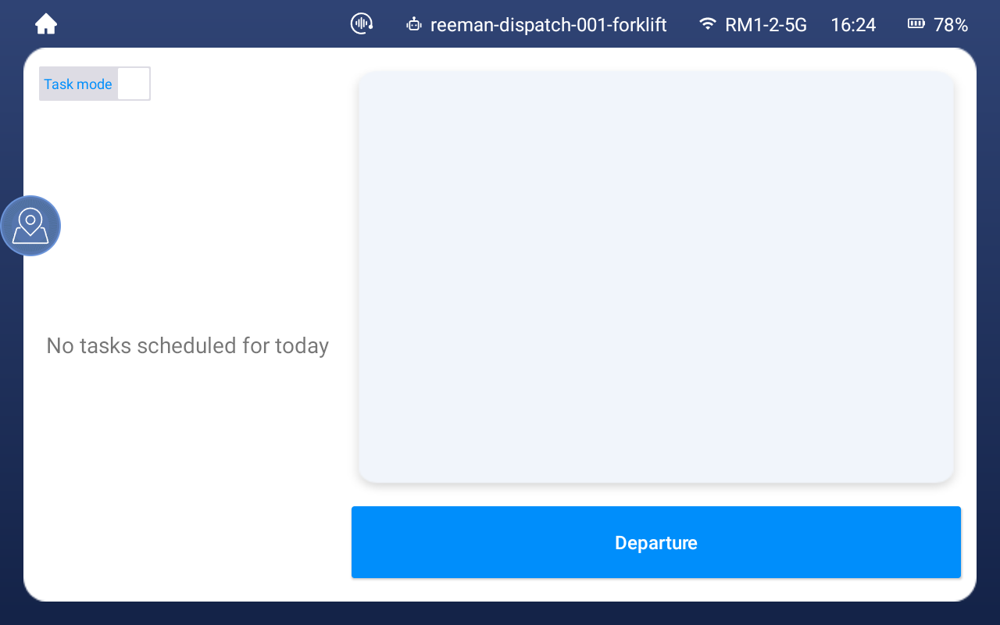 reeman-dispatch-001-forklift RM1-2-5G 16:24 78%
Task mode
No tasks scheduled for today
Departure